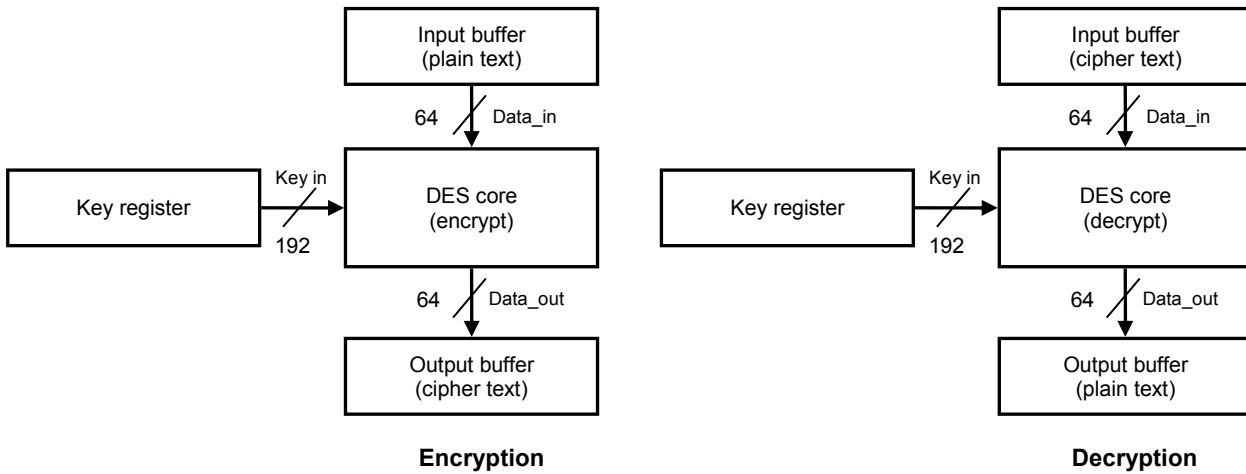 Input buffer
(plain text)
64
Data_in
Key register
Key in
192
DES core
(encrypt)
64
Data_out
Output buffer
(cipher text)
Encryption
Input buffer
(cipher text)
64
Data_in
Key register
Key in
192
DES core
(decrypt)
64
Data_out
Output buffer
(plain text)
Decryption